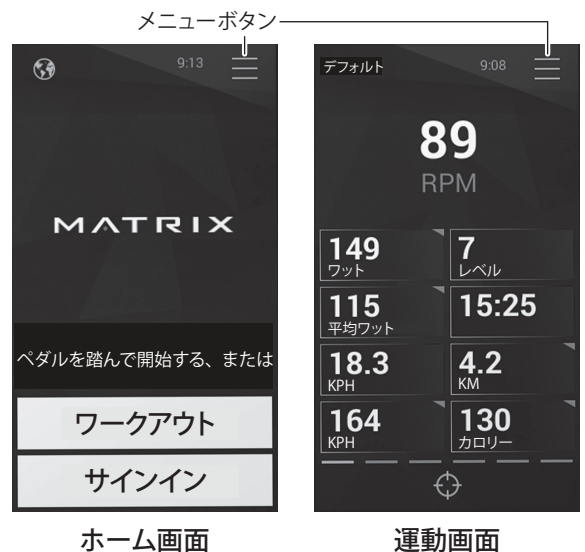 メニューボタン
9:13
MATRIX
ペダルを踏んで開始する、または
ワークアウト
サインイン
ホーム画面
デフォルト
9:08
89
RPM
149
ワット
7
レベル
115
平均ワット
15:25
18.3
KPH
4.2
KM
164
KPH
130
カロリー
運動画面